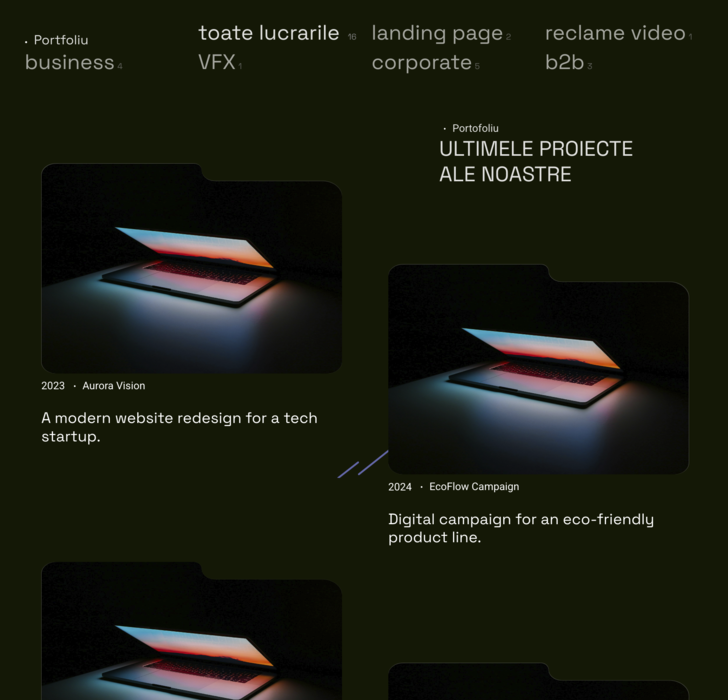 · Portfoliu
toate lucrarile 16
landing page 2
reclame video 1
business 4
VFX 1
corporate 5
b2b 3
· Portofoliu
ULTIMELE PROIECTE
ALE NOASTRE
2023 · Aurora Vision
A modern website redesign for a tech
startup.
2024 · EcoFlow Campaign
Digital campaign for an eco-friendly
product line.